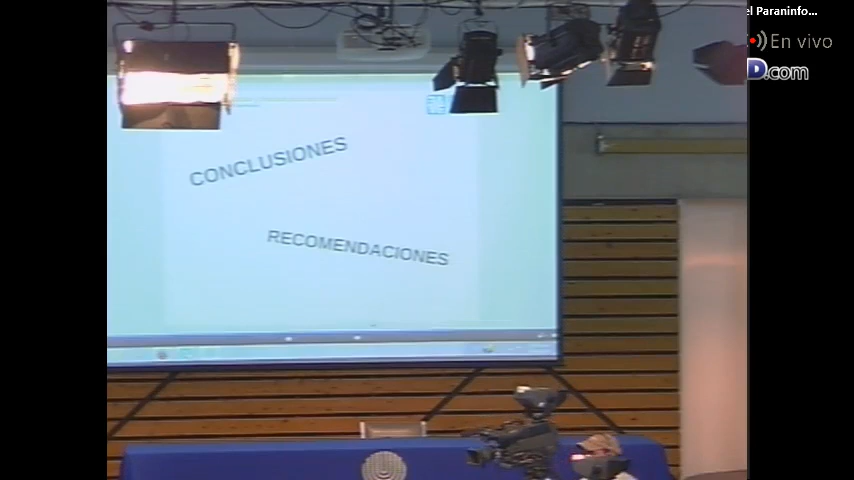 el Paraninfo...
En vivo
D.com
CONCLUSIONES
RECOMENDACIONES